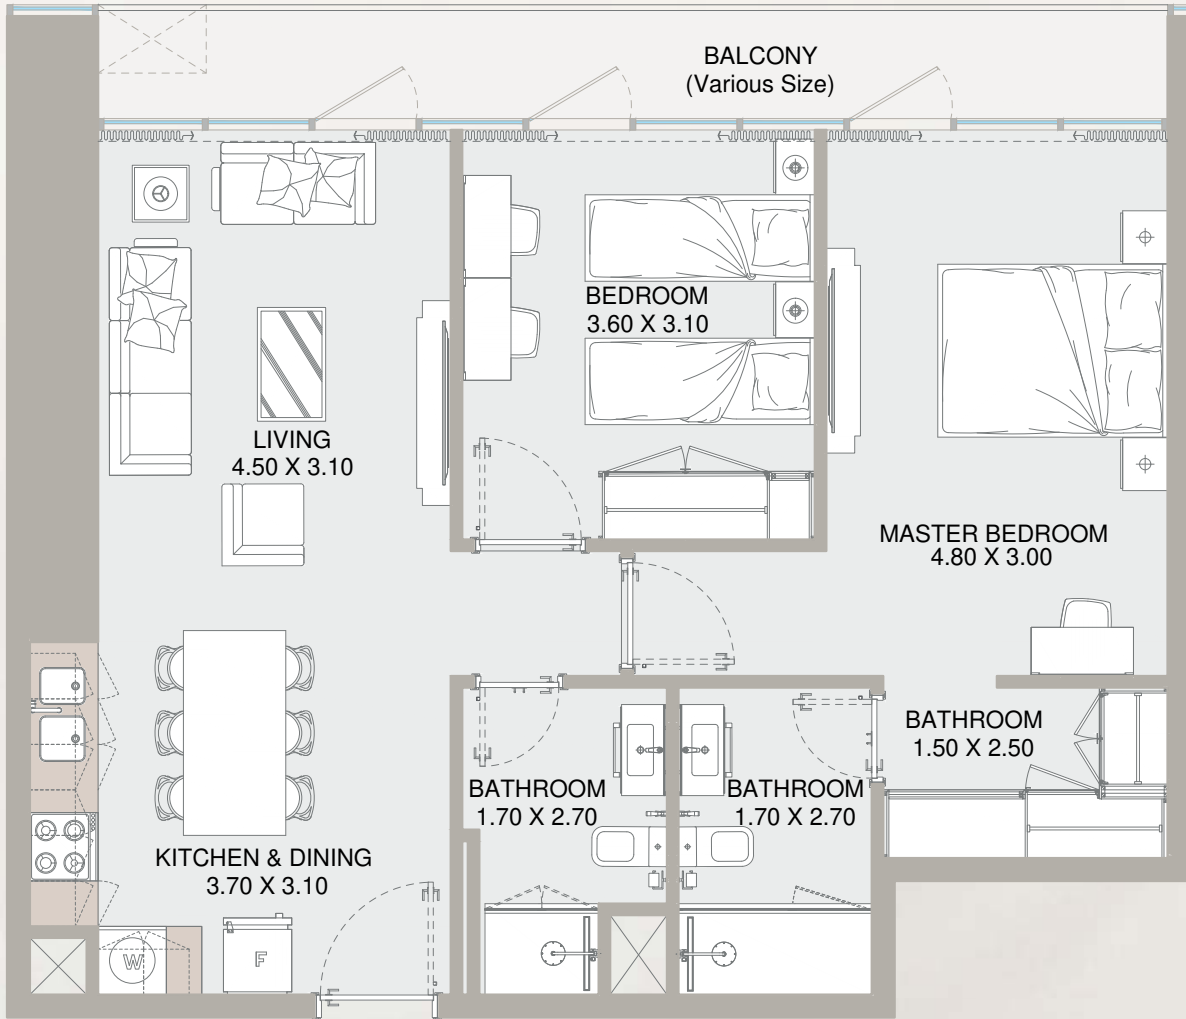 BALCONY
(Various Size)
BEDROOM
3.60 X 3.10
LIVING
4.50 X 3.10
MASTER BEDROOM
4.80 X 3.00
BATHROOM
1.50 X 2.50
BATHROOM
1.70 X 2.70
BATHROOM
1.70 X 2.70
KITCHEN & DINING
3.70 X 3.10
W
F